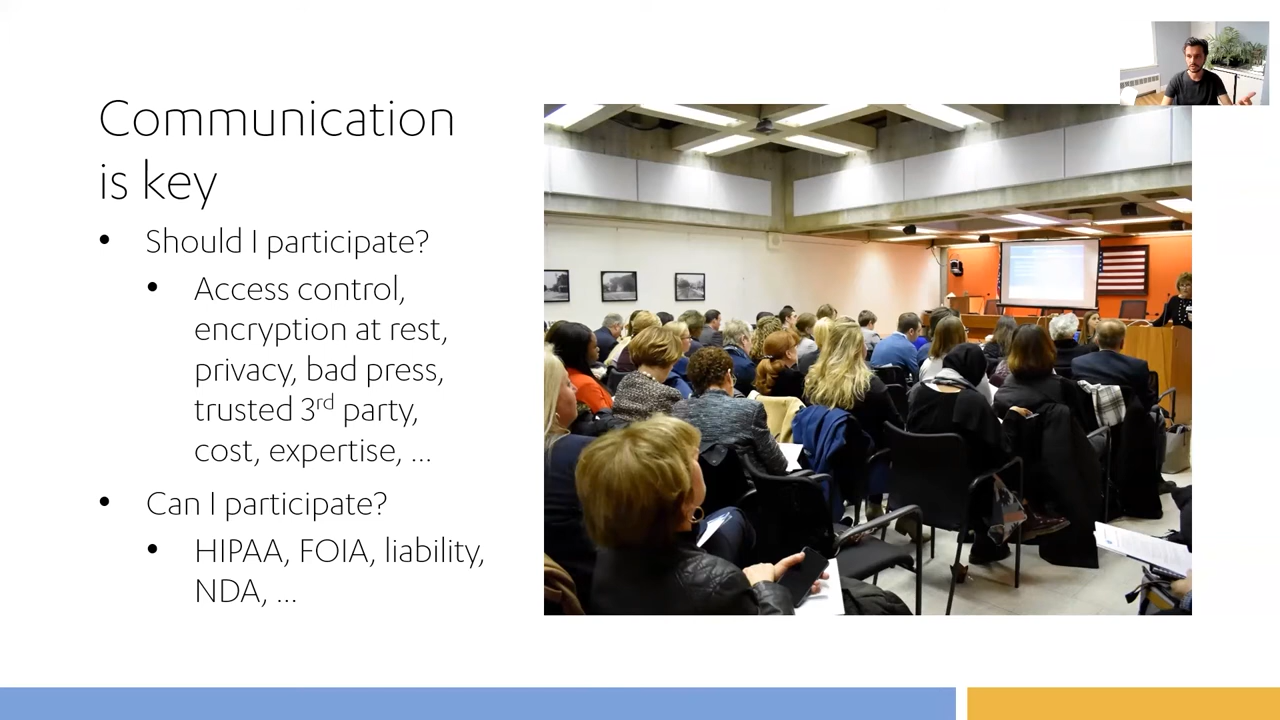 Communication
is key
• Should I participate?
• Access control,
encryption at rest,
privacy, bad press,
trusted 3rd party,
cost, expertise, ...
• Can I participate?
• HIPAA, FOIA, liability,
NDA, ...